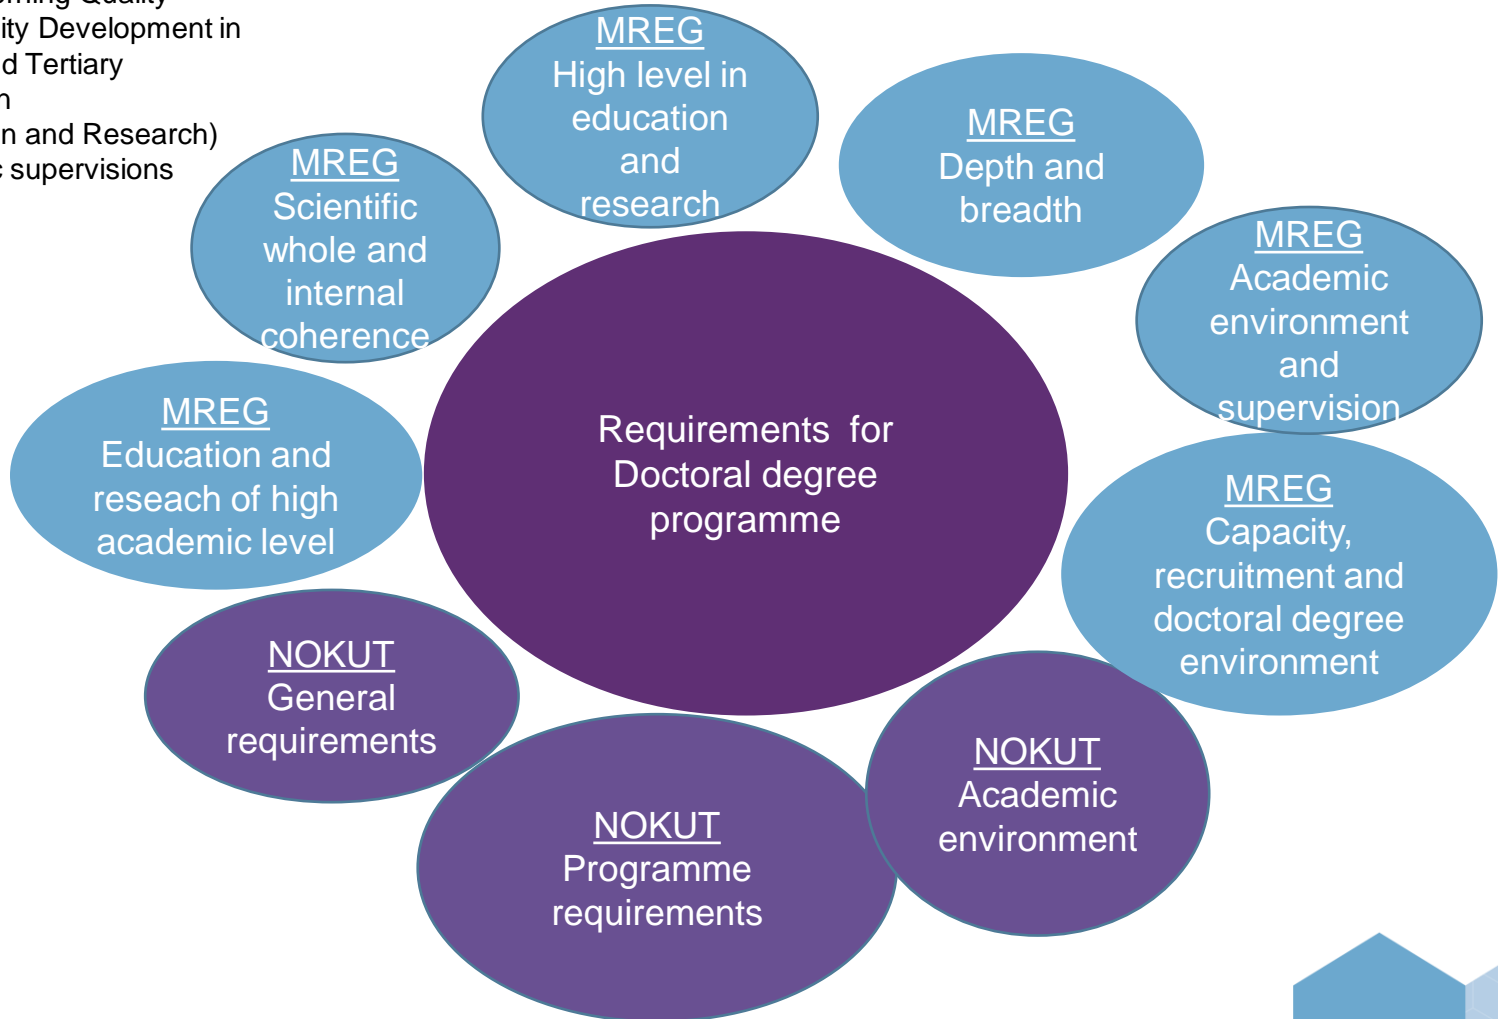 ity Development in
d Tertiary
n
n and Research)
c supervisions
MREG
High level in
education
and
research
MREG
Depth and
breadth
MREG
Scientific
whole and
internal
coherence
MREG
Academic
environment
and
supervision
MREG
Education and
reseach of high
academic level
Requirements for
Doctoral degree
programme
MREG
Capacity,
recruitment and
doctoral degree
environment
NOKUT
General
requirements
NOKUT
Programme
requirements
NOKUT
Academic
environment